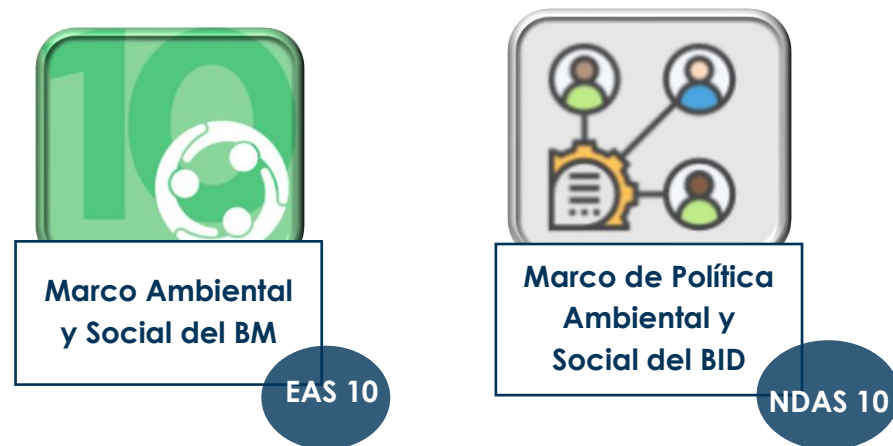 10
Marco Ambiental
y Social del BM
EAS 10
Marco de Política
Ambiental y
Social del BID
NDAS 10